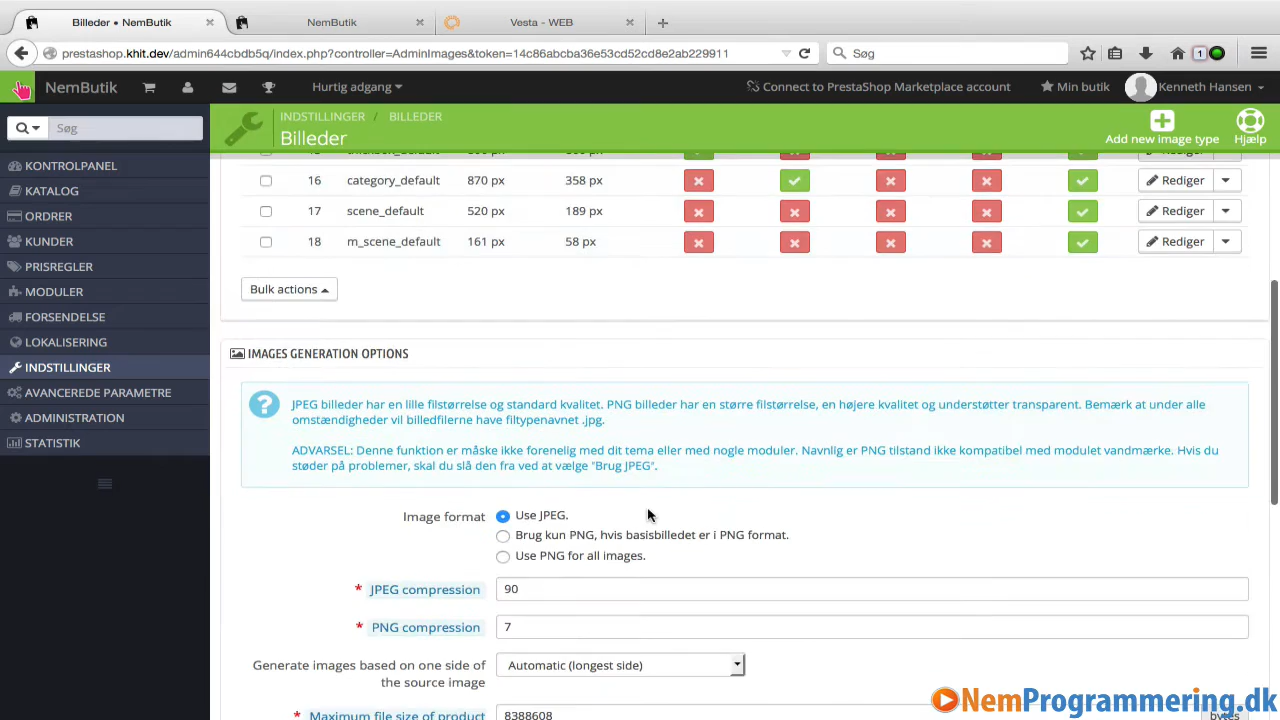 Billeder • NemButik
NemButik
Vesta - WEB
prestashop.khit.dev/admin644cbdb5q/index.php?controller=AdminImages&token=14c86abcba36e53cd52cd8e2ab229911
Søg
1
NemButik
Hurtig adgang
Connect to PrestaShop Marketplace account
Min butik
Kenneth Hansen
Søg
INDSTILLINGER / BILLEDER
Billeder
Add new image type
Hjælp
KONTROLPANEL
KATALOG
ORDRER
KUNDER
PRISREGLER
MODULER
FORSENDELSE
LOKALISERING
INDSTILLINGER
AVANCEREDE PARAMETRE
ADMINISTRATION
STATISTIK
16 category_default 870 px 358 px Rediger
17 scene_default 520 px 189 px Rediger
18 m_scene_default 161 px 58 px Rediger
Bulk actions
IMAGES GENERATION OPTIONS
JPEG billeder har en lille filstørrelse og standard kvalitet. PNG billeder har en større filstørrelse, en højere kvalitet og understøtter transparent. Bemærk at under alle
omstændigheder vil billedfilerne have filtypenavnet .jpg.
ADVARSEL: Denne funktion er måske ikke forenelig med dit tema eller med nogle moduler. Navnlig er PNG tilstand ikke kompatibel med modulet vandmærke. Hvis du
støder på problemer, skal du slå den fra ved at vælge "Brug JPEG".
Image format
Use JPEG.
Brug kun PNG, hvis basisbilledet er i PNG format.
Use PNG for all images.
* JPEG compression 90
* PNG compression 7
Generate images based on one side of
the source image
Automatic (longest side)
* Maximum file size of product 8388608 bytes
NemProgrammering.dk